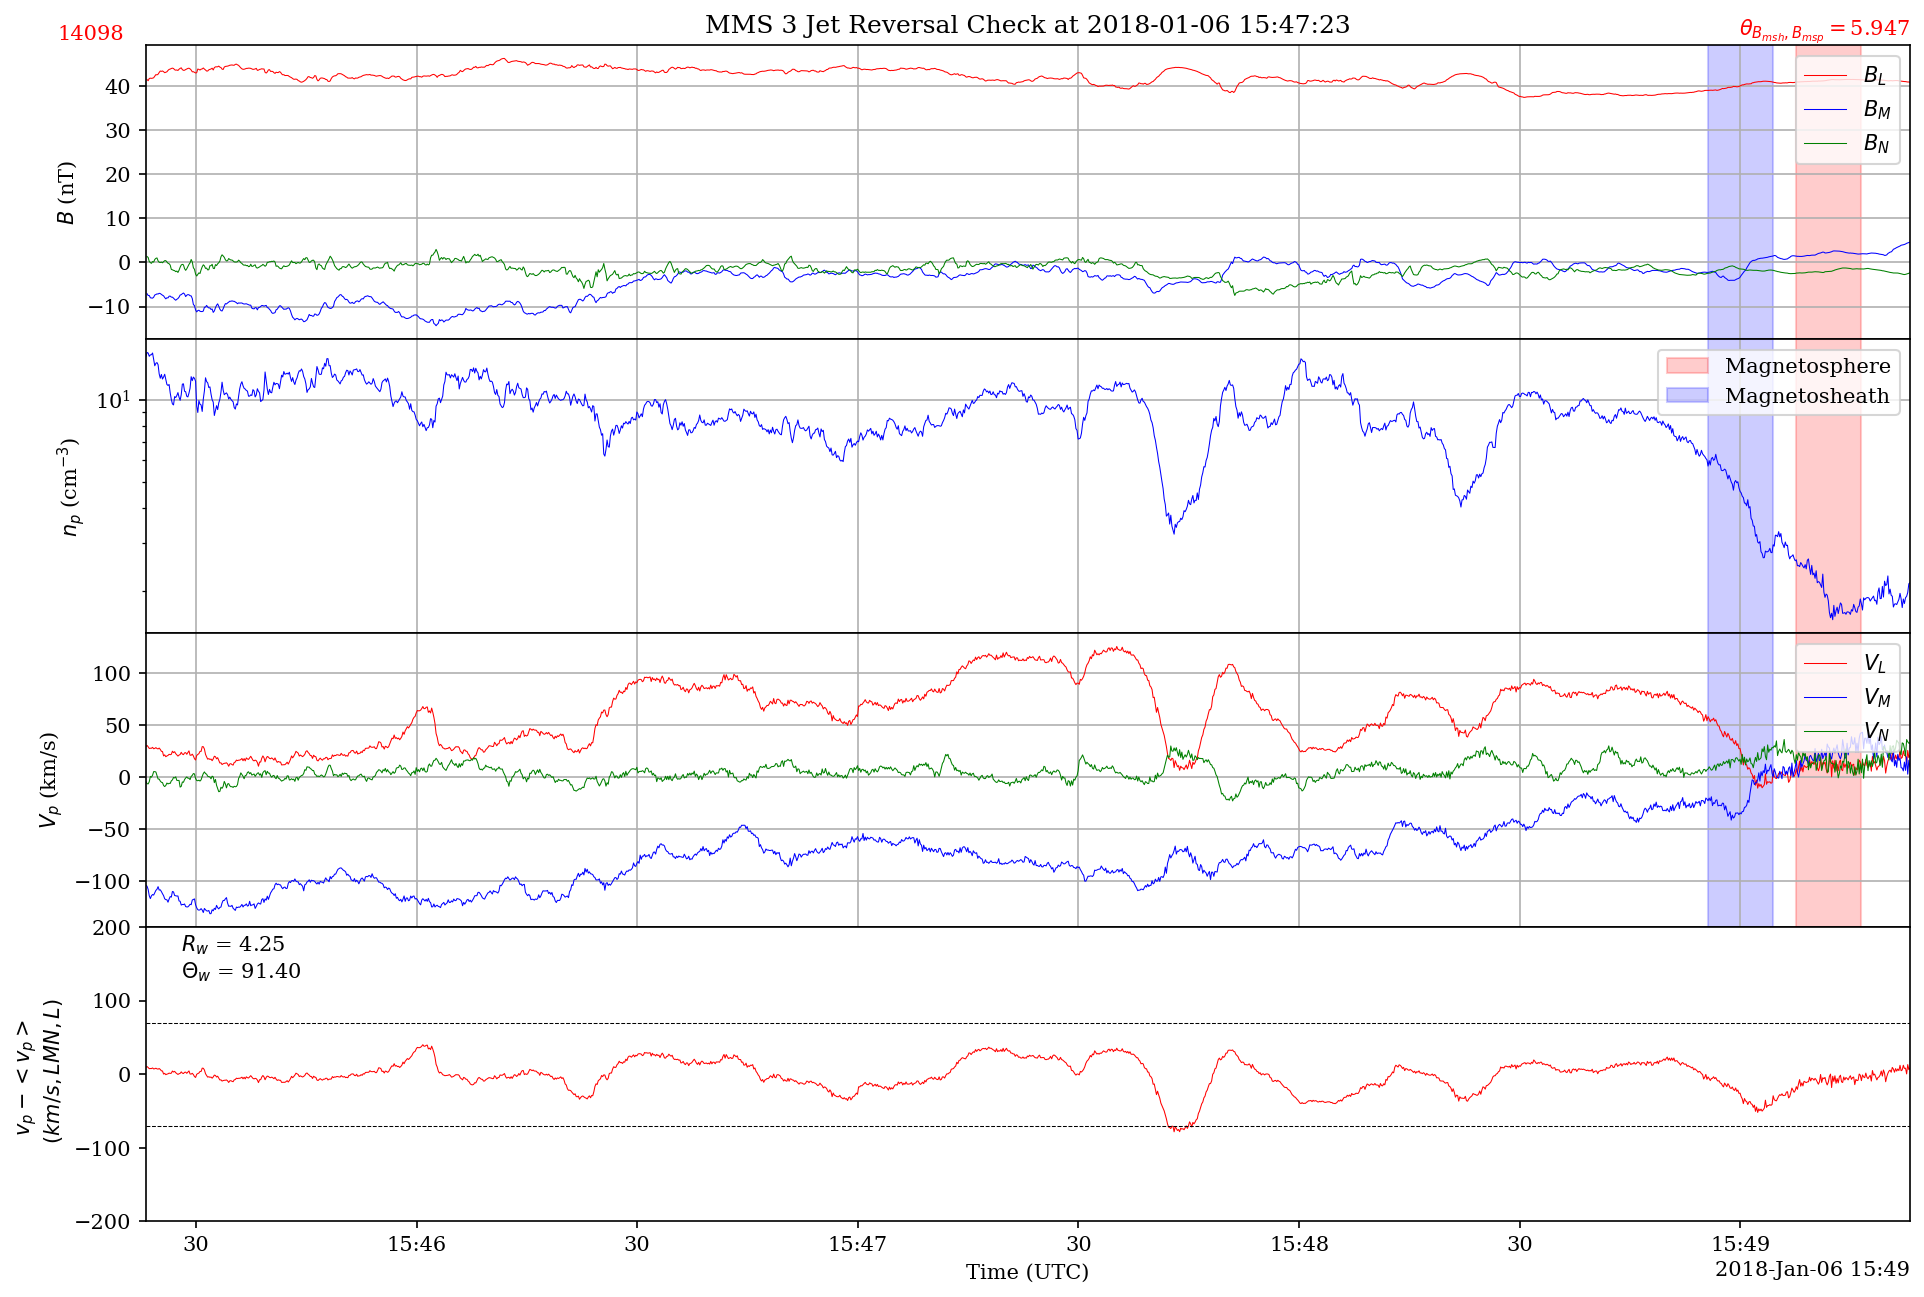 MMS 3 Jet Reversal Check at 2018-01-06 15:47:23
14098
θ_{B_{msh}, B_{msp}} = 5.947
B (nT)
40
30
20
10
0
−10
B_L
B_M
B_N
n_p (cm^{−3})
10^1
Magnetosphere
Magnetosheath
V_p (km/s)
100
50
0
−50
−100
V_L
V_M
V_N
v_p − < v_p >
(km/s, LMN, L)
200
100
0
−100
−200
R_w = 4.25
Θ_w = 91.40
30
15:46
30
15:47
30
15:48
30
15:49
Time (UTC)
2018-Jan-06 15:49